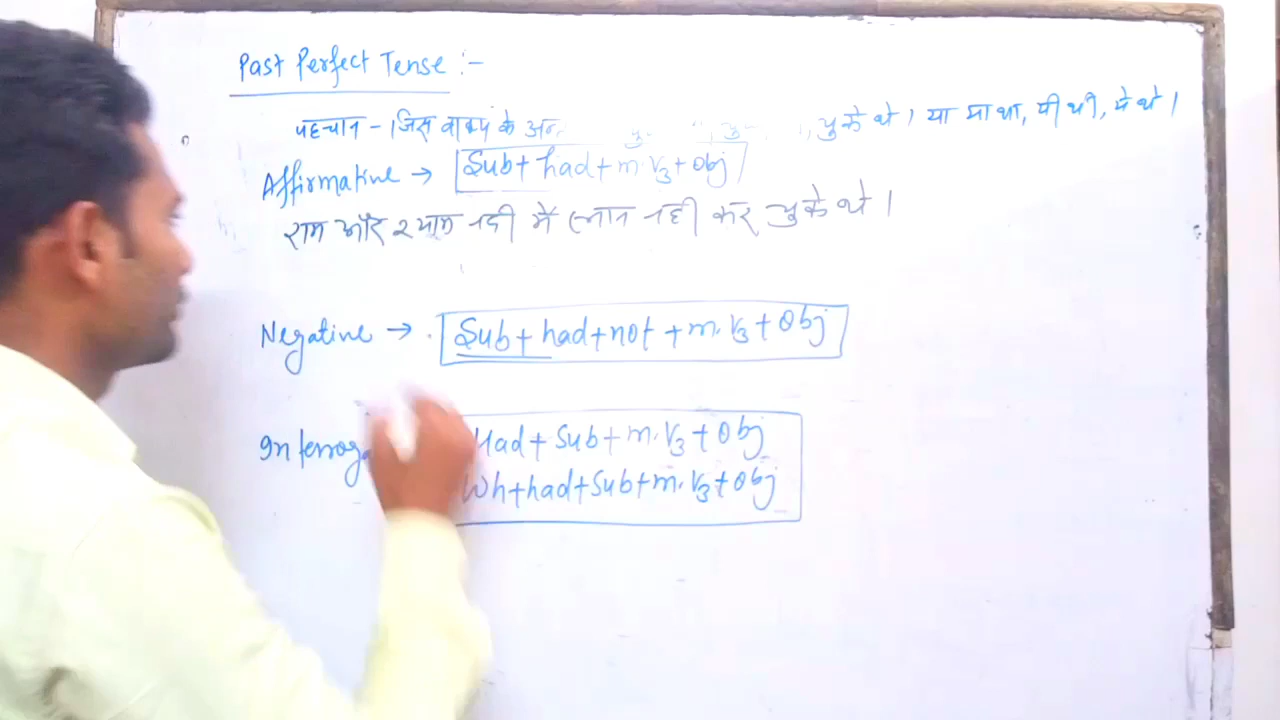 Past Perfect Tense :-
पहचान - जिस वाक्य के अन्त चुके थे। या या था, यी थी, ये थे।
Affirmative → Sub + had + m.V3 + Obj
राम और श्याम नदी में स्नान नही कर चुके थे।
Negative → Sub + had + not + m.V3 + Obj
Had + Sub + m.V3 + Obj
Wh + had + Sub + m.V3 + Obj